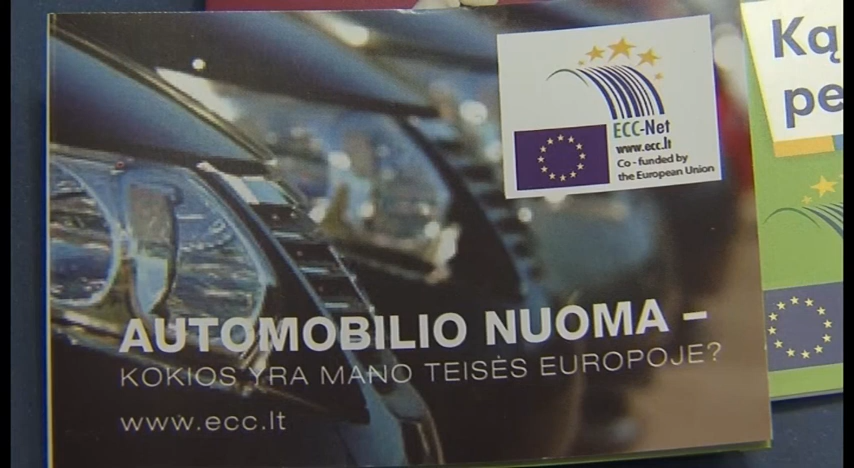 ECC-Net
www.ecc.lt
Co - funded by
the European Union
AUTOMOBILIO NUOMA –
KOKIOS YRA MANO TEISĖS EUROPOJE?
www.ecc.lt
Ką
pe